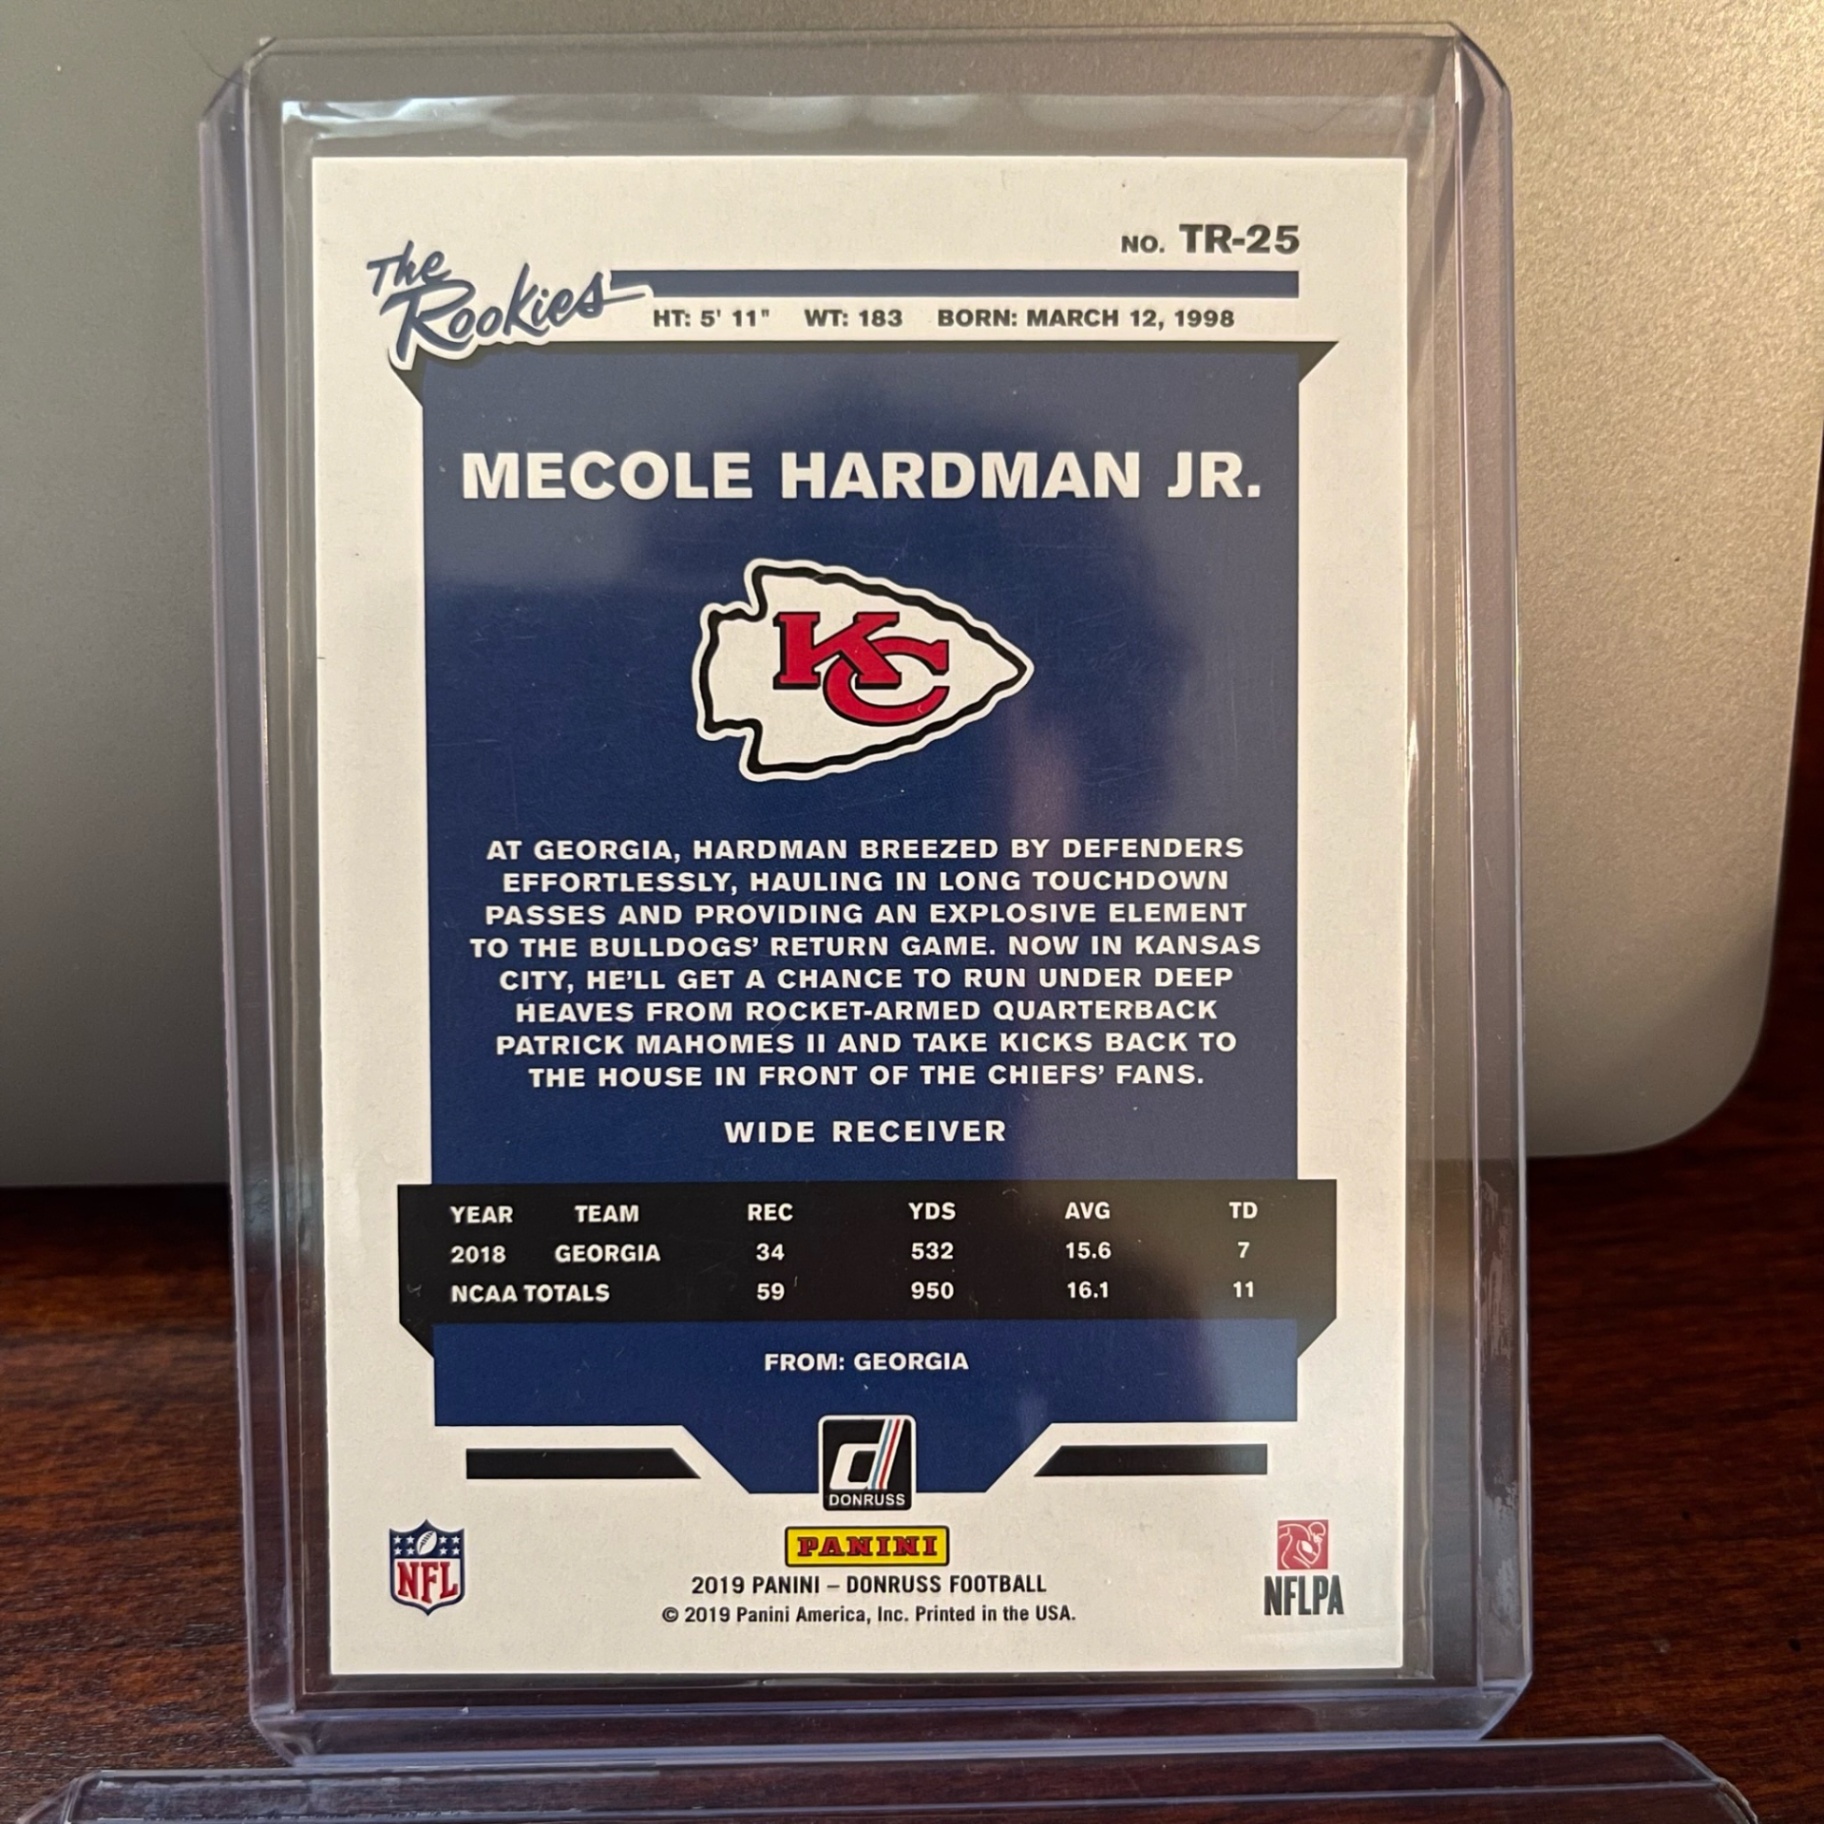 NO. TR-25
The
Rookies
HT: 5' 11" WT: 183 BORN: MARCH 12, 1998
MECOLE HARDMAN JR.
KC
AT GEORGIA, HARDMAN BREEZED BY DEFENDERS
EFFORTLESSLY, HAULING IN LONG TOUCHDOWN
PASSES AND PROVIDING AN EXPLOSIVE ELEMENT
TO THE BULLDOGS' RETURN GAME. NOW IN KANSAS
CITY, HE'LL GET A CHANCE TO RUN UNDER DEEP
HEAVES FROM ROCKET-ARMED QUARTERBACK
PATRICK MAHOMES II AND TAKE KICKS BACK TO
THE HOUSE IN FRONT OF THE CHIEFS' FANS.
WIDE RECEIVER
YEAR TEAM REC YDS AVG TD
2018 GEORGIA 34 532 15.6 7
NCAA TOTALS 59 950 16.1 11
FROM: GEORGIA
d
DONRUSS
PANINI
NFL
NFLPA
2019 PANINI – DONRUSS FOOTBALL
© 2019 Panini America, Inc. Printed in the USA.